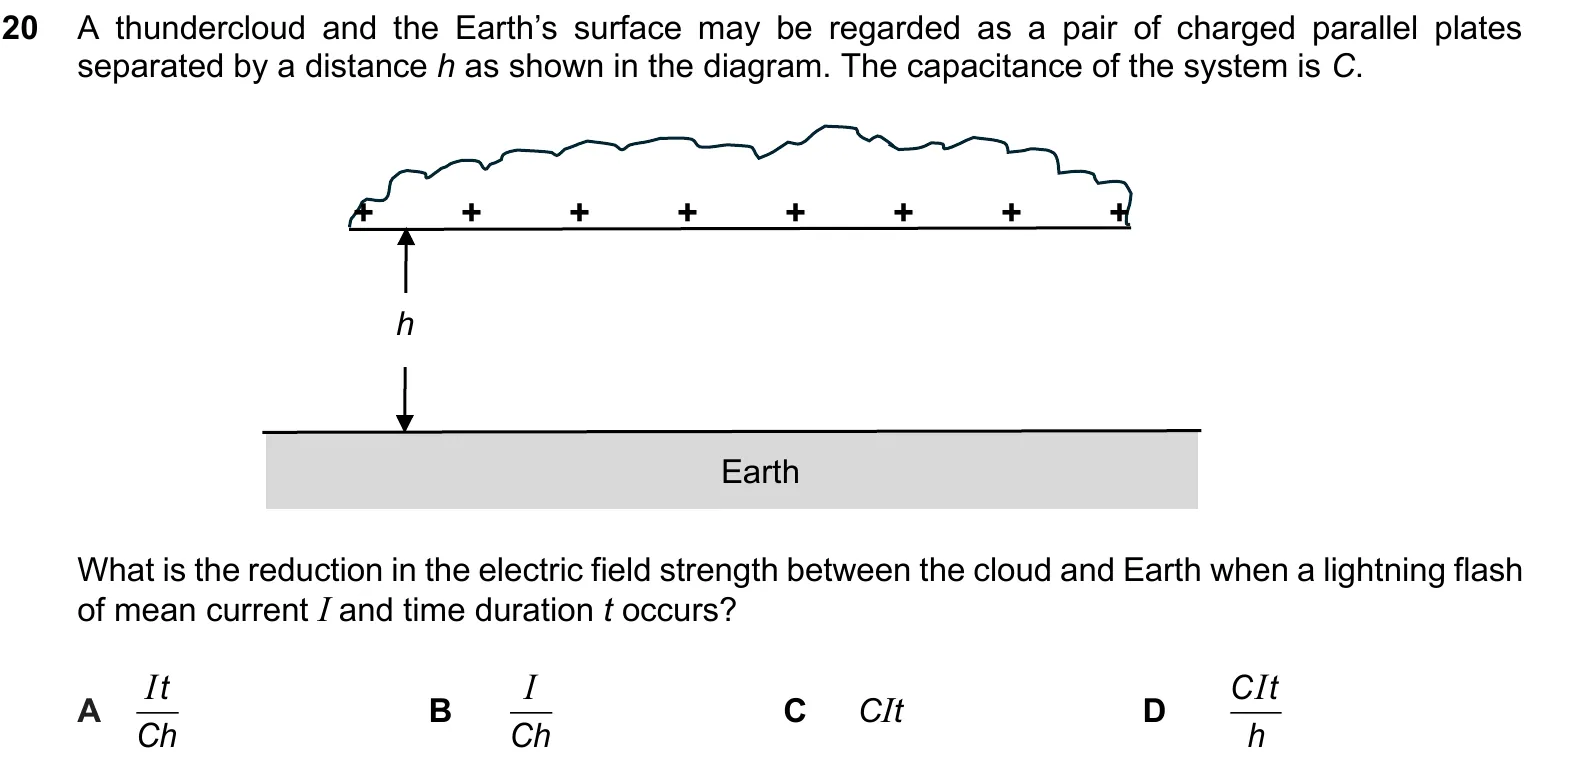 20 A thundercloud and the Earth’s surface may be regarded as a pair of charged parallel plates
separated by a distance h as shown in the diagram. The capacitance of the system is C.
+ + + + + + + +
h
Earth
What is the reduction in the electric field strength between the cloud and Earth when a lightning flash
of mean current I and time duration t occurs?
A It/Ch B I/Ch C CIt D CIt/h